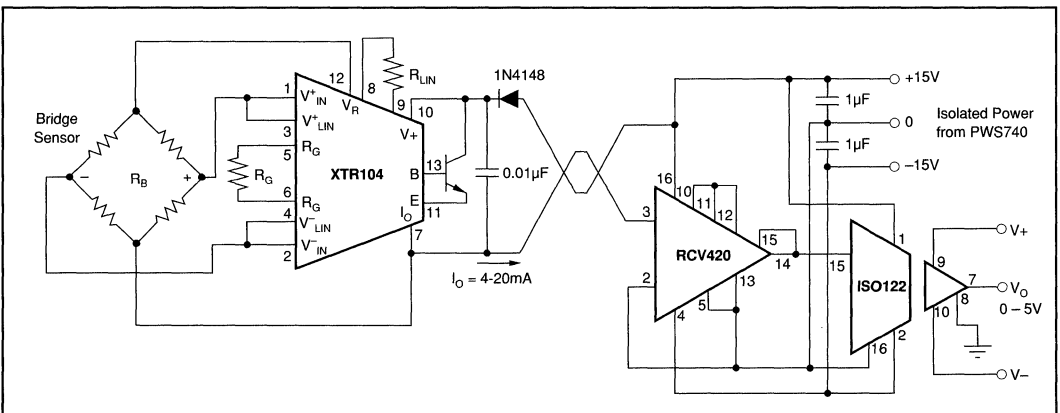 Bridge
Sensor
R_B
−
+
R_G
1
3
5
6
4
2
12
8
9
10
13
11
7
V⁺_IN
V⁺_LIN
R_G
R_G
V⁻_LIN
V⁻_IN
V_R
V+
B
E
I_O
XTR104
R_LIN
1N4148
0.01µF
I_O = 4-20mA
16
10
11
12
3
2
15
14
13
5
4
RCV420
+15V
1µF
0
1µF
−15V
Isolated Power
from PWS740
1
15
ISO122
2
16
9
7
8
10
V+
V_O
0 – 5V
V−